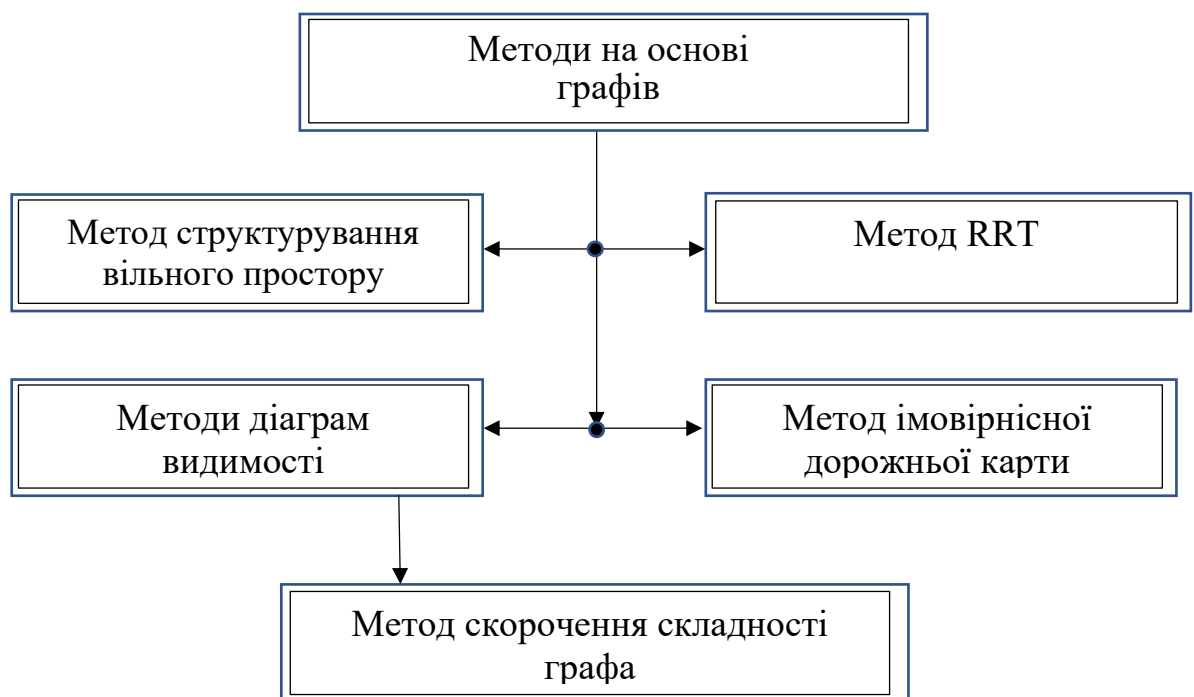 Методи на основі
графів
Метод структурування
вільного простору
Метод RRT
Методи діаграм
видимості
Метод імовірнісної
дорожньої карти
Метод скорочення складності
графа